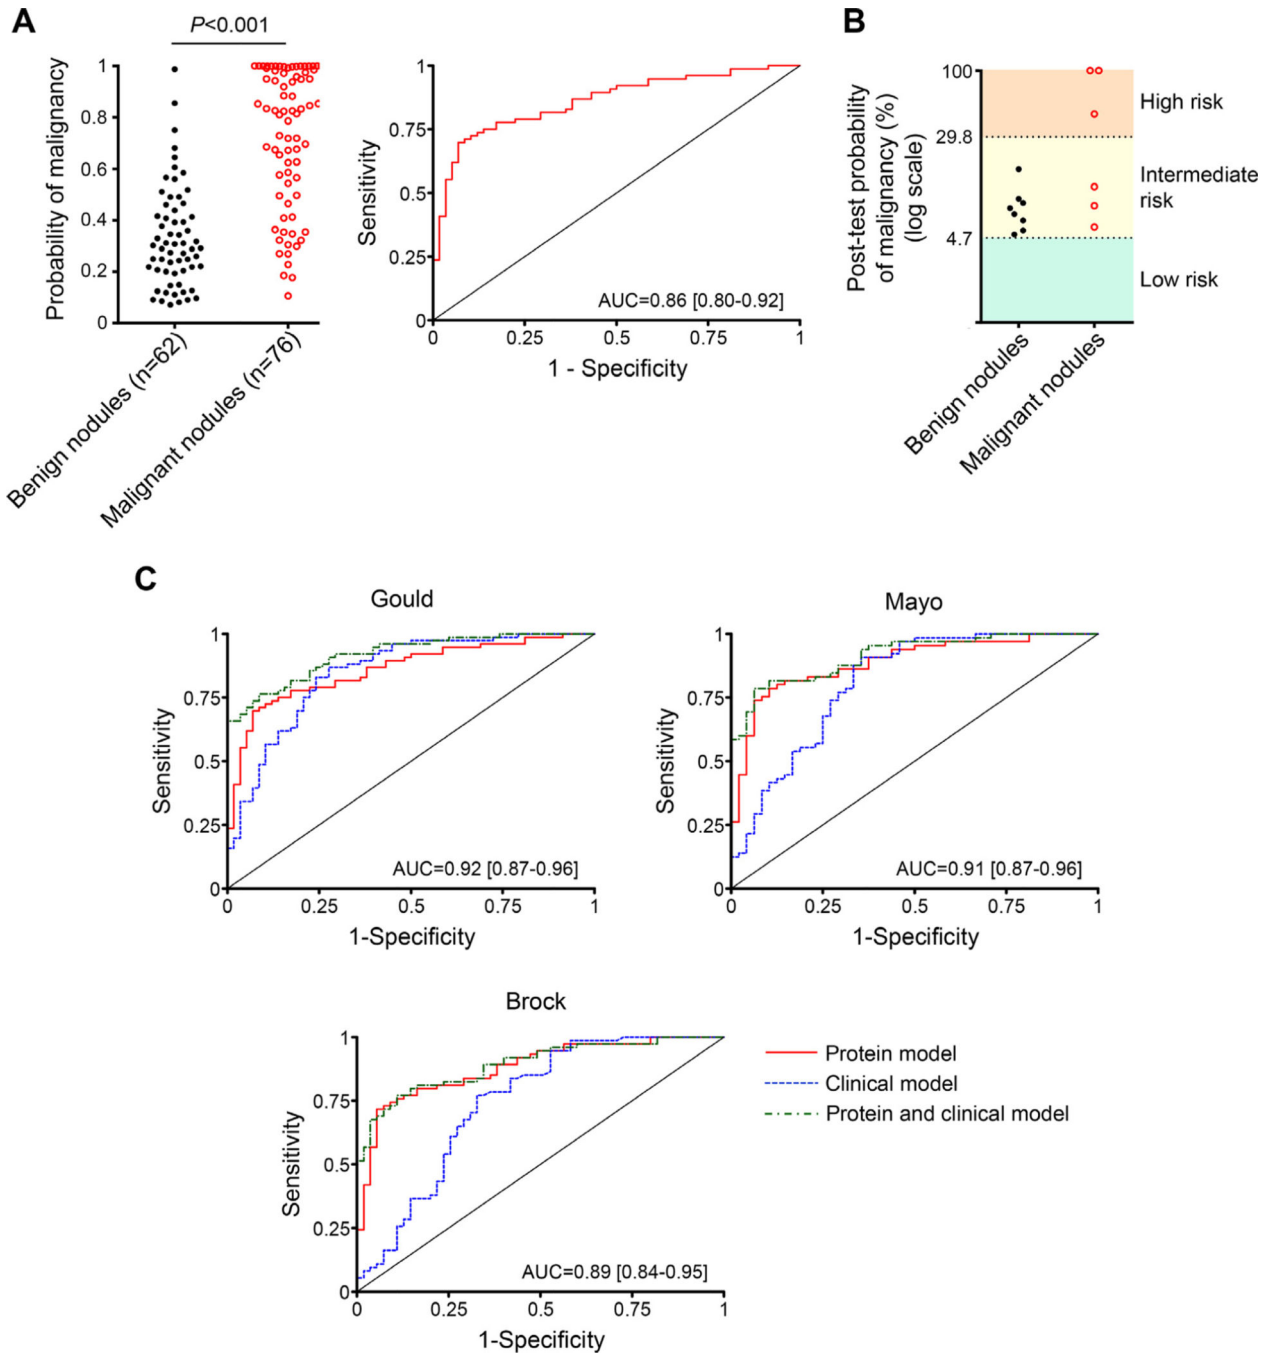 A
P<0.001
Probability of malignancy
1
0.8
0.6
0.4
0.2
0
Benign nodules (n=62)
Malignant nodules (n=76)
Sensitivity
1
0.75
0.5
0.25
0
AUC=0.86 [0.80-0.92]
0
0.25
0.5
0.75
1
1 - Specificity
B
Post-test probability
of malignancy (%)
(log scale)
100
29.8
4.7
High risk
Intermediate
risk
Low risk
Benign nodules
Malignant nodules
C
Gould
Sensitivity
1
0.75
0.5
0.25
0
AUC=0.92 [0.87-0.96]
0
0.25
0.5
0.75
1
1-Specificity
Mayo
Sensitivity
1
0.75
0.5
0.25
0
AUC=0.91 [0.87-0.96]
0
0.25
0.5
0.75
1
1-Specificity
Brock
Sensitivity
1
0.75
0.5
0.25
0
AUC=0.89 [0.84-0.95]
0
0.25
0.5
0.75
1
1-Specificity
Protein model
Clinical model
Protein and clinical model